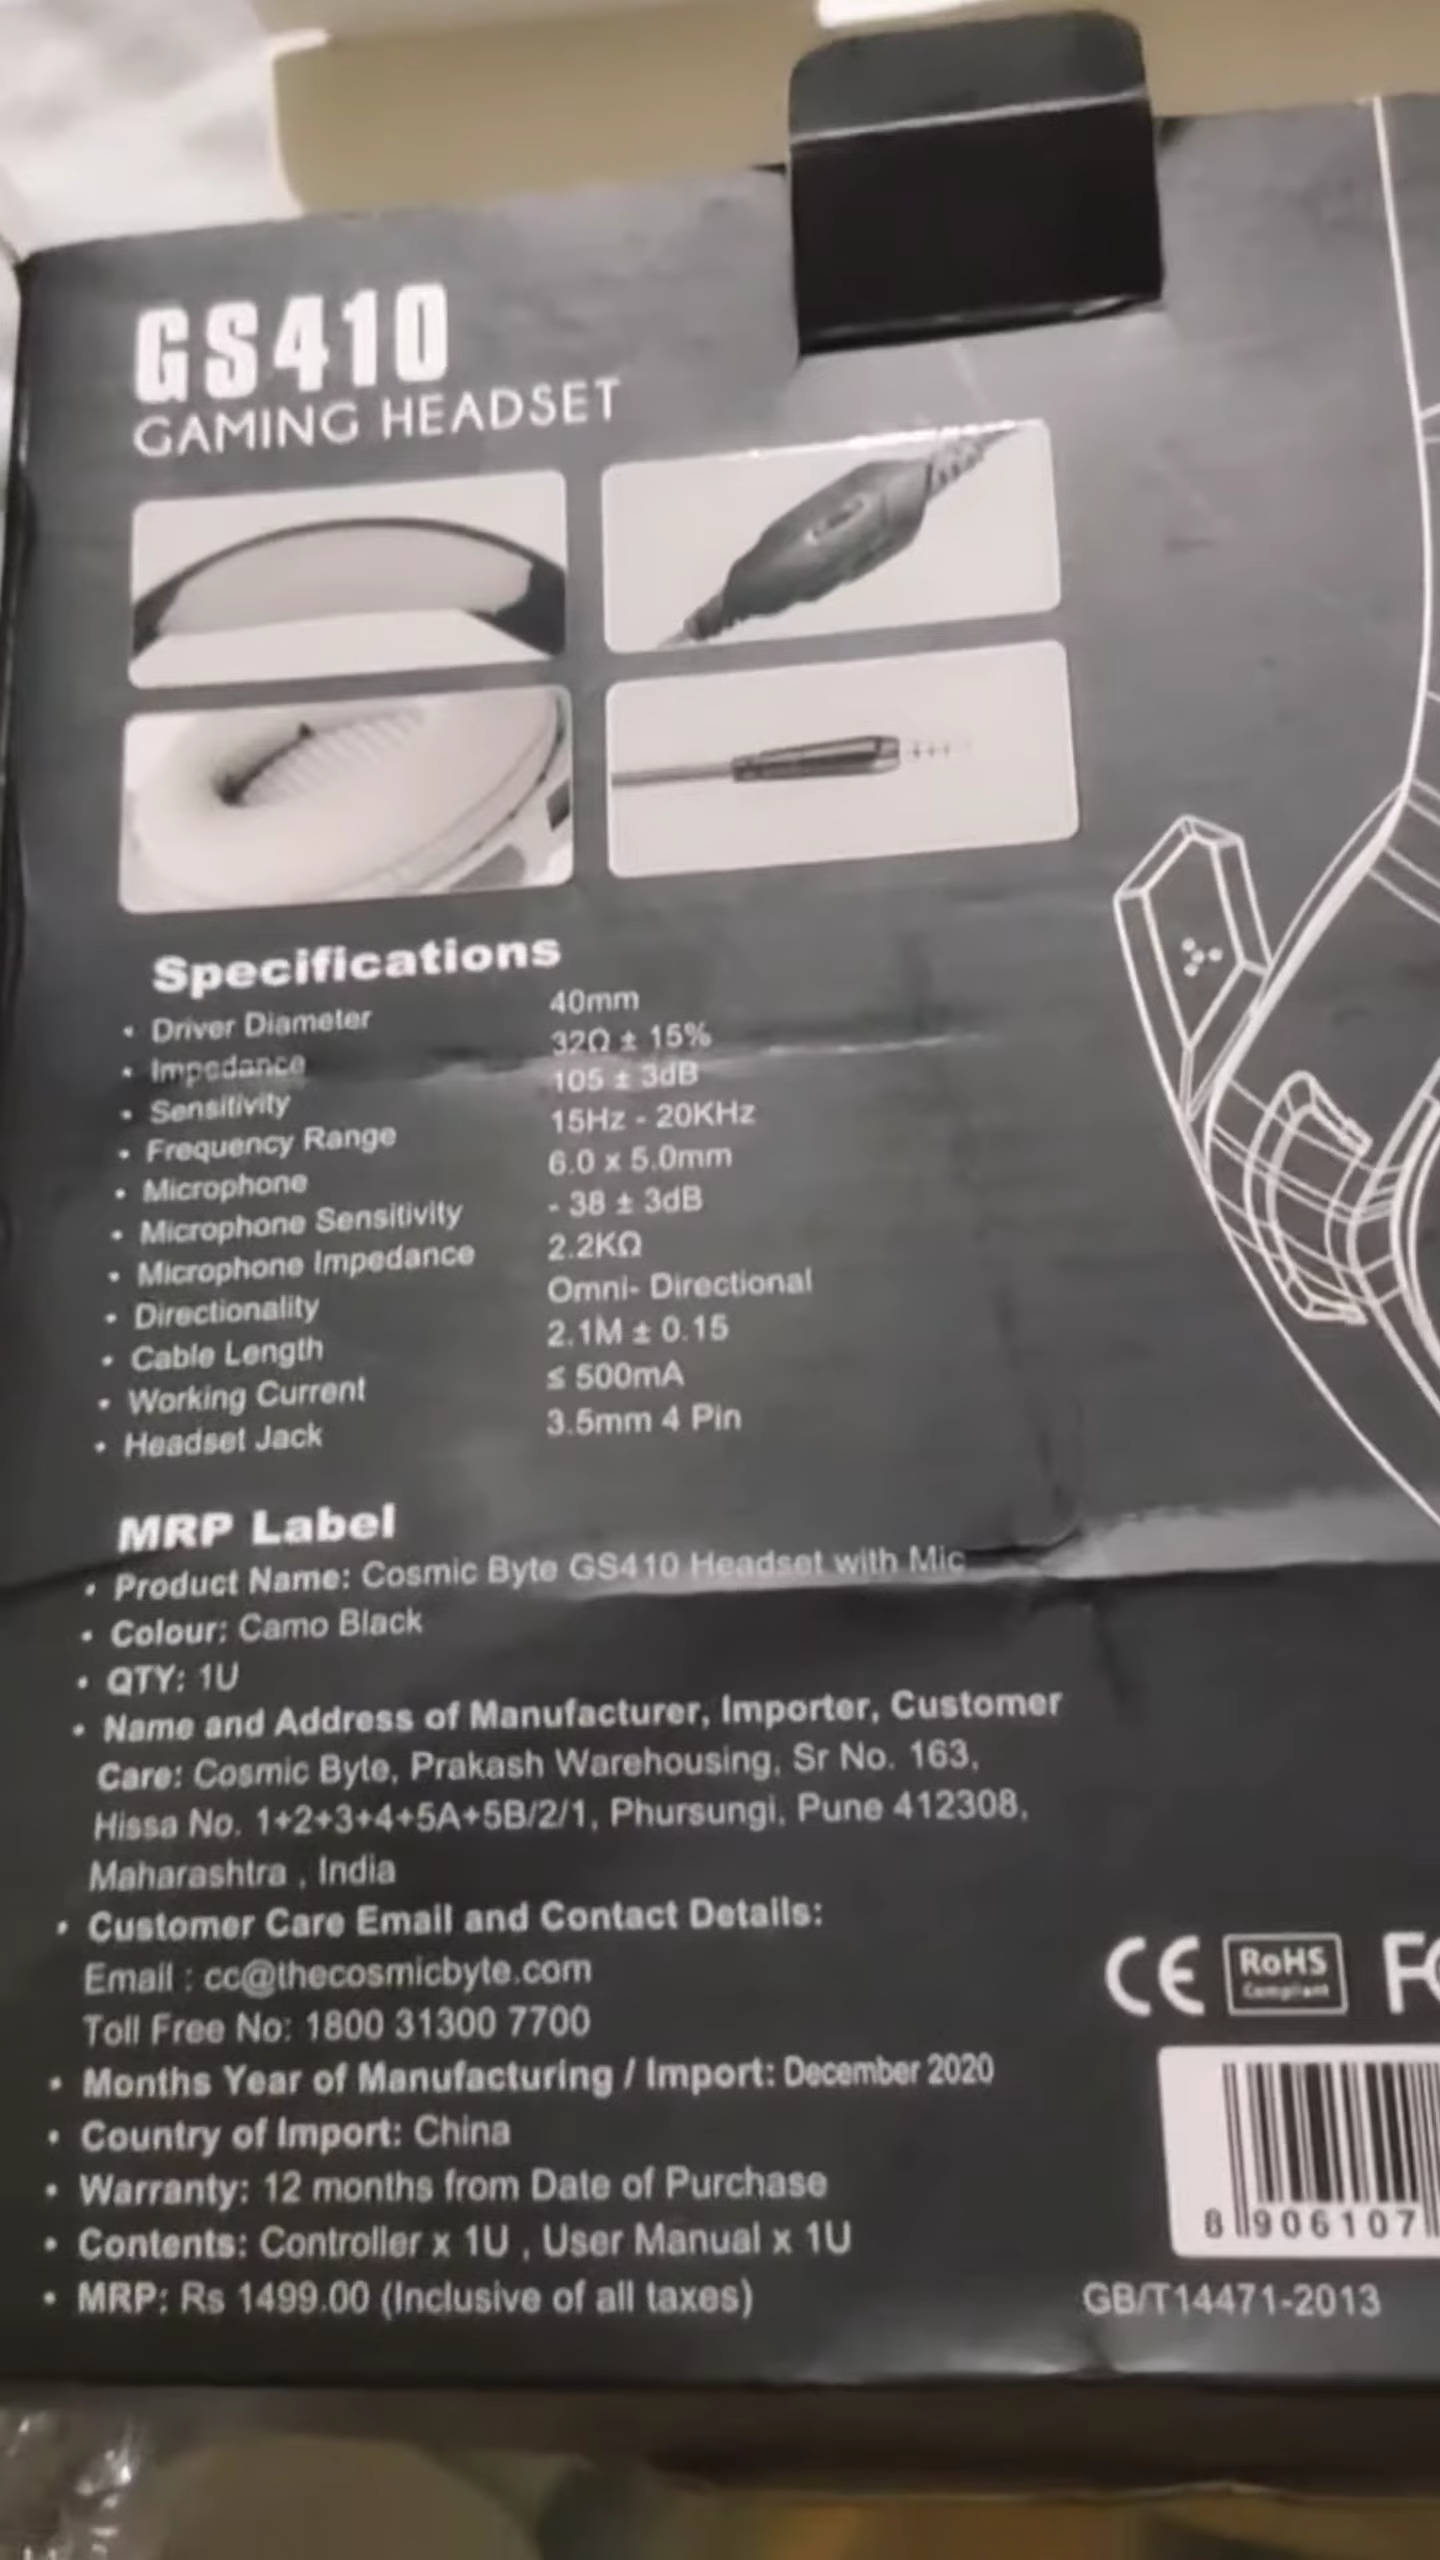 GS410
GAMING HEADSET
Specifications
• Driver Diameter 40mm
• Impedance 32Ω ± 15%
• Sensitivity 105 ± 3dB
• Frequency Range 15Hz - 20KHz
• Microphone 6.0 x 5.0mm
• Microphone Sensitivity - 38 ± 3dB
• Microphone Impedance 2.2KΩ
• Directionality Omni- Directional
• Cable Length 2.1M ± 0.15
• Working Current ≤ 500mA
• Headset Jack 3.5mm 4 Pin
MRP Label
• Product Name: Cosmic Byte GS410 Headset with Mic
• Colour: Camo Black
• QTY: 1U
• Name and Address of Manufacturer, Importer, Customer
Care: Cosmic Byte, Prakash Warehousing, Sr No. 163,
Hissa No. 1+2+3+4+5A+5B/2/1, Phursungi, Pune 412308,
Maharashtra , India
• Customer Care Email and Contact Details:
Email : cc@thecosmicbyte.com
Toll Free No: 1800 31300 7700
• Months Year of Manufacturing / Import: December 2020
• Country of Import: China
• Warranty: 12 months from Date of Purchase
• Contents: Controller x 1U , User Manual x 1U
• MRP: Rs 1499.00 (Inclusive of all taxes)
CE RoHS
Compliant
8 906107
GB/T14471-2013